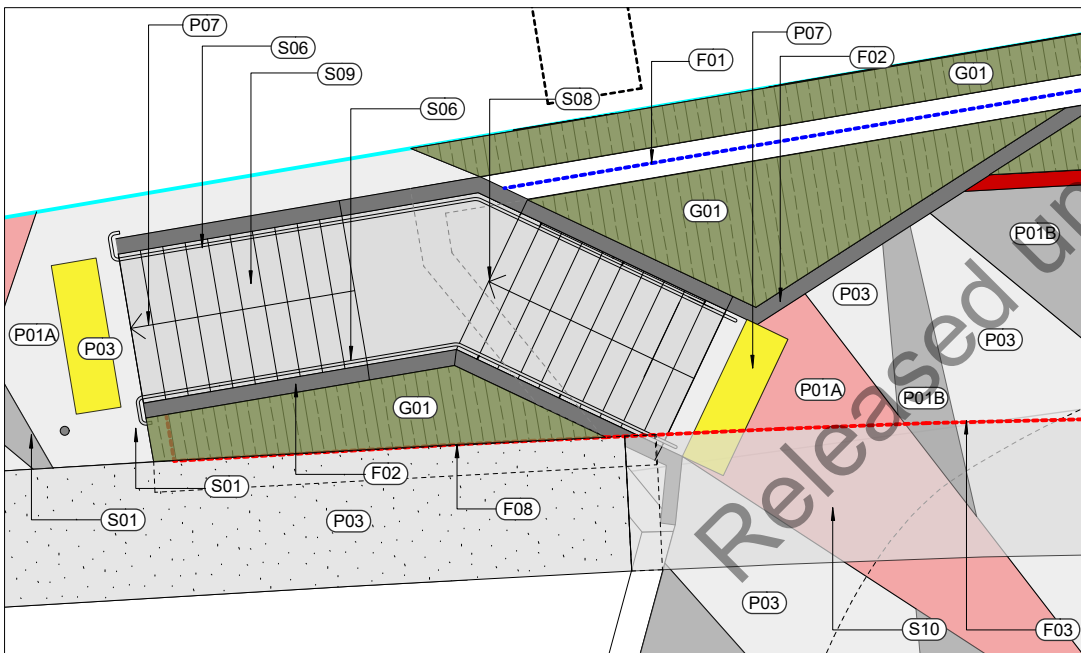 P07
S06
S09
S06
S08
F01
P07
F02
G01
G01
P01B
P03
P03
P01A
P03
P01A
P01B
G01
S01
F02
F08
S01
P03
P03
S10
F03
Released un